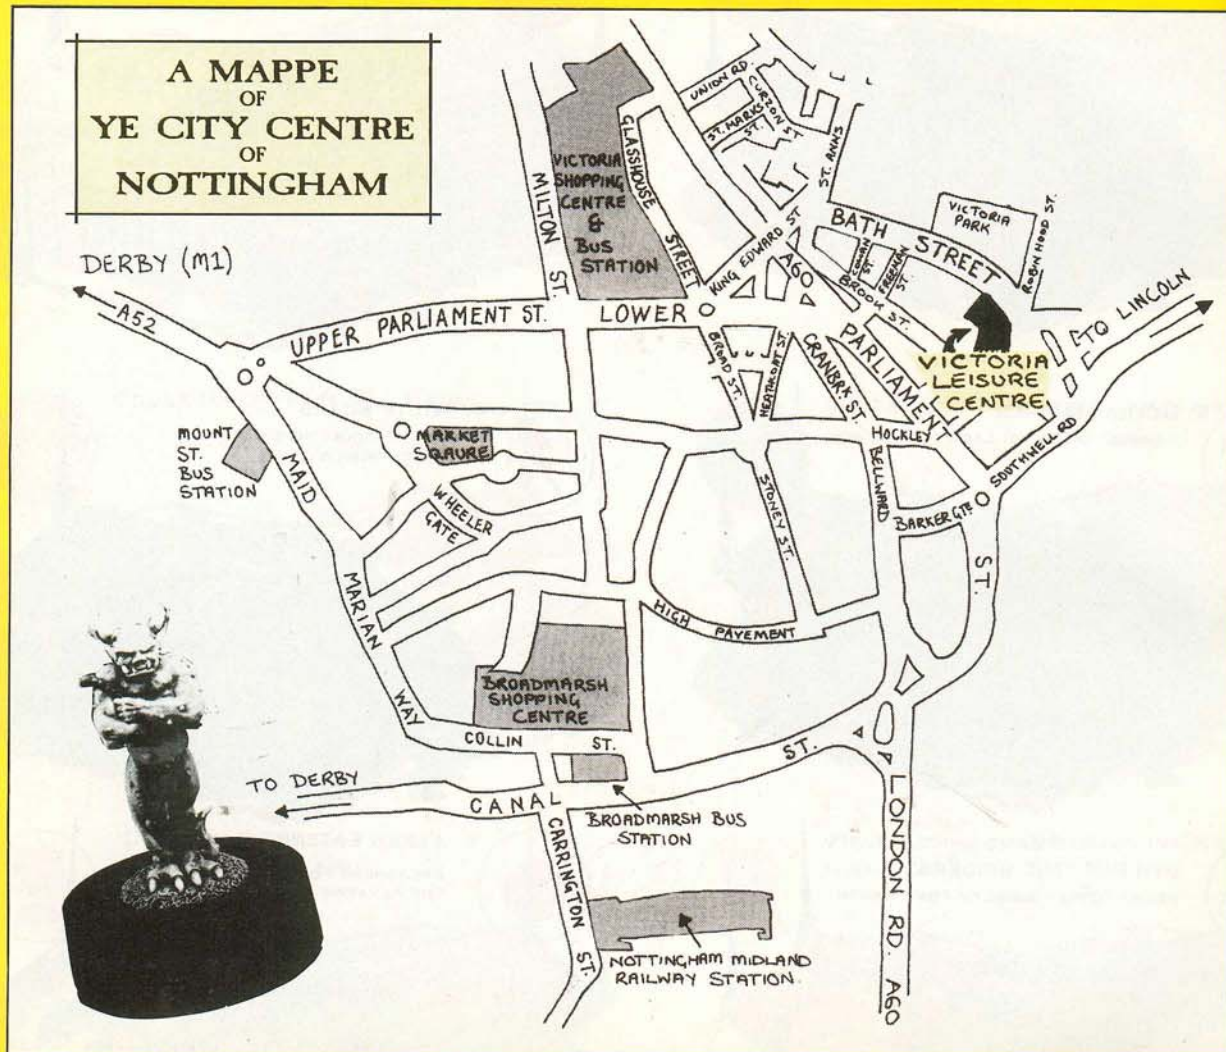 A MAPPE
OF
YE CITY CENTRE
OF
NOTTINGHAM
DERBY (M1)
A52
UPPER PARLIAMENT ST.
LOWER
PARLIAMENT
ST.
MILTON ST.
VICTORIA
SHOPPING
CENTRE
&
BUS
STATION
GLASSHOUSE STREET
UNION RD.
CURZON ST
ST. MARKS
ST.
ST. ANNS
KING EDWARD ST
A60
BATH STREET
VICTORIA
PARK
ROBIN HOOD ST.
COWAN
ST.
FREEMAN
ST.
BROOK ST.
TO LINCOLN
VICTORIA
LEISURE
CENTRE
SOUTHWELL RD
BROAD ST.
HEATHCOAT ST.
CRANBRK ST.
HOCKLEY
BELLWARD
BARKER GTE
STONEY ST.
MOUNT
ST.
BUS
STATION
MARKET
SQAURE
WHEELER
GATE
MAID MARIAN WAY
HIGH PAVEMENT
BROADMARSH
SHOPPING
CENTRE
COLLIN ST.
TO DERBY
CANAL ST.
BROADMARSH BUS
STATION
CARRINGTON ST.
NOTTINGHAM MIDLAND
RAILWAY STATION.
LONDON RD. A60